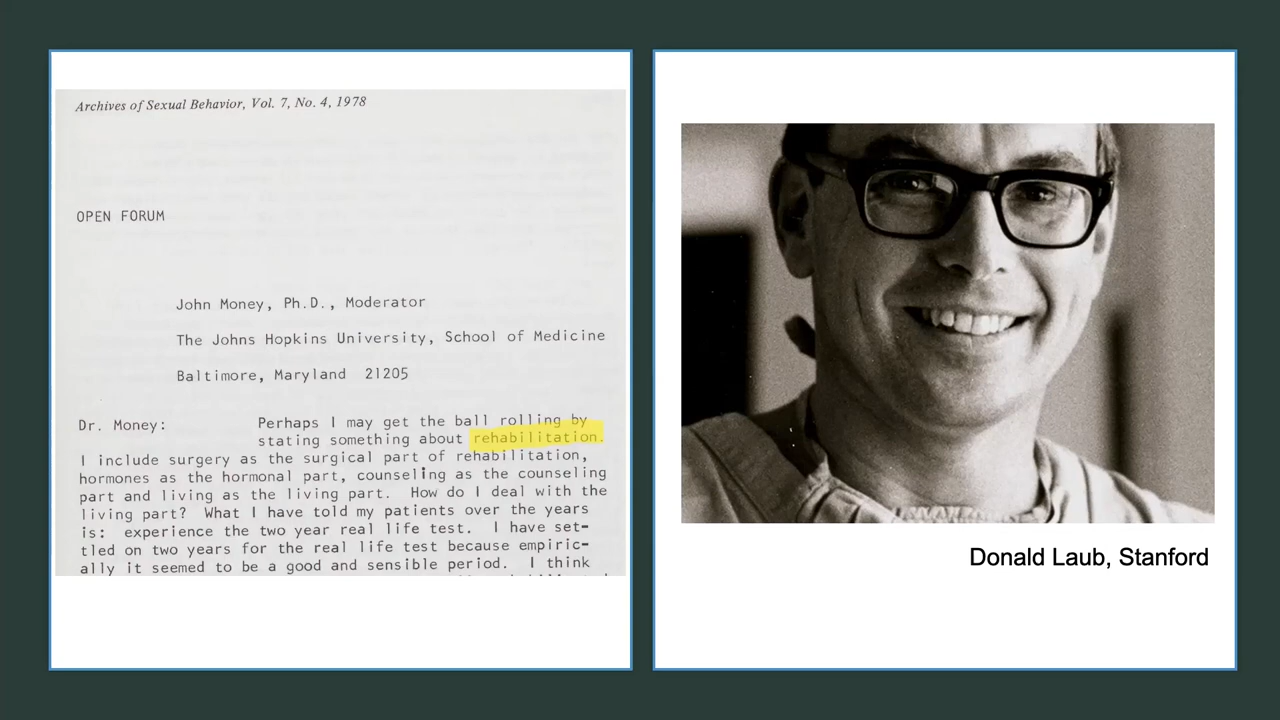 Archives of Sexual Behavior, Vol. 7, No. 4, 1978
OPEN FORUM
John Money, Ph.D., Moderator
The Johns Hopkins University, School of Medicine
Baltimore, Maryland 21205
Dr. Money: Perhaps I may get the ball rolling by
stating something about rehabilitation.
I include surgery as the surgical part of rehabilitation,
hormones as the hormonal part, counseling as the counseling
part and living as the living part. How do I deal with the
living part? What I have told my patients over the years
is: experience the two year real life test. I have set-
tled on two years for the real life test because empiric-
ally it seemed to be a good and sensible period. I think
Donald Laub, Stanford